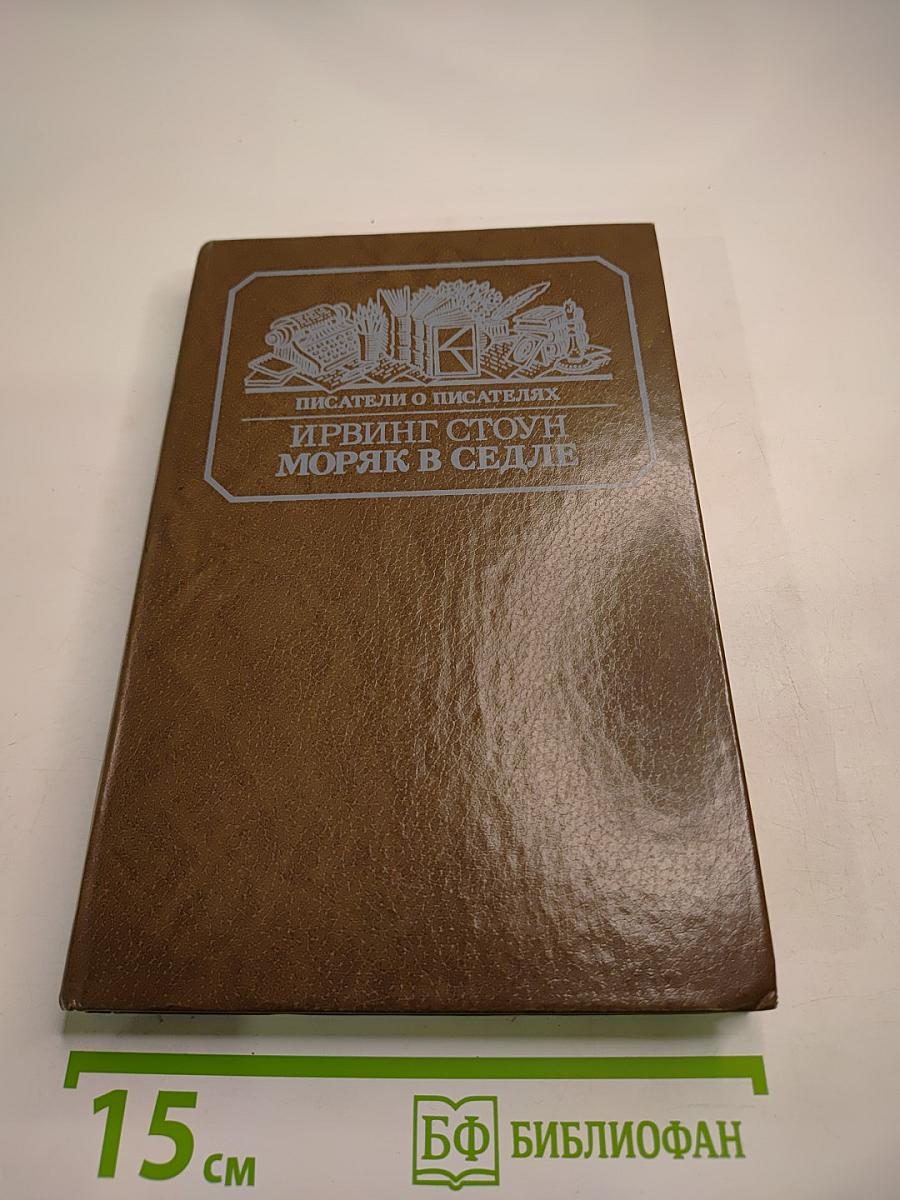 К
ПИСАТЕЛИ О ПИСАТЕЛЯХ
ИРВИНГ СТОУН
МОРЯК В СЕДЛЕ
15 см
БФ БИБЛИОФАН